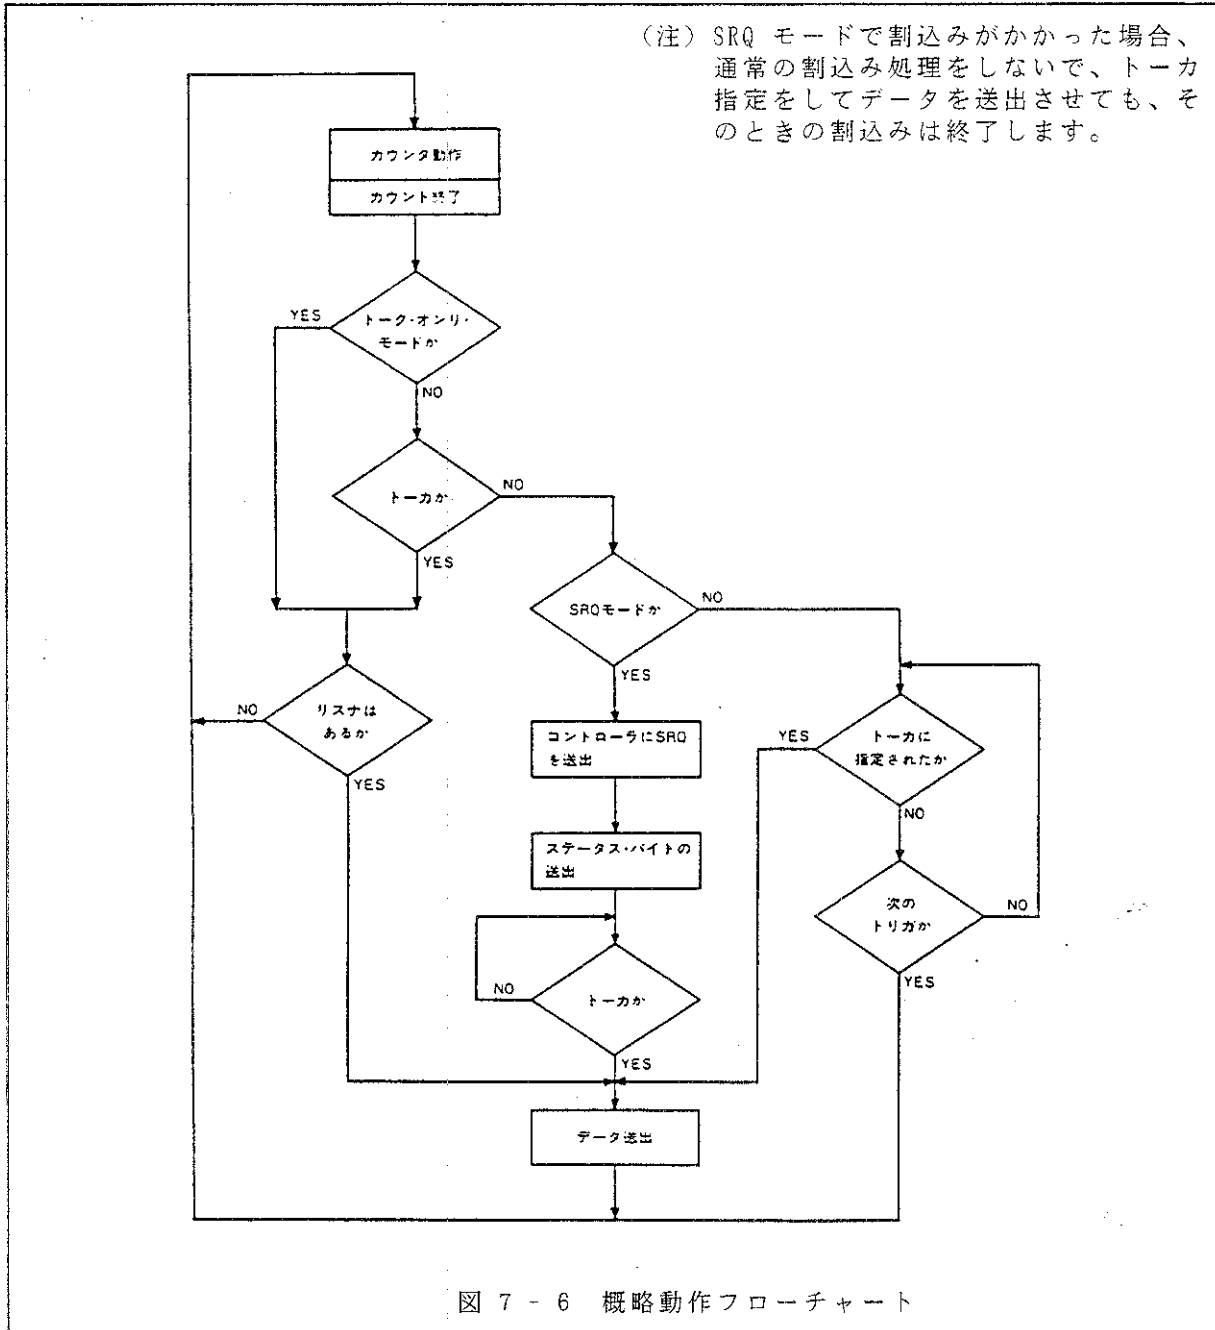 (注) SRQ モードで割込みがかかった場合、
通常の割込み処理をしないで、トーカ
指定をしてデータを送出させても、そ
のときの割込みは終了します。
カウンタ動作
カウント終了
YES
トーク・オンリ・
モードか
NO
トーカか
NO
YES
SRQモードか
NO
YES
NO
リスナは
あるか
YES
コントローラにSRQ
を送出
YES
トーカに
指定されたか
NO
ステータス・バイトの
送出
次の
トリガか
NO
YES
NO
トーカか
YES
データ送出
図 7 - 6 概略動作フローチャート